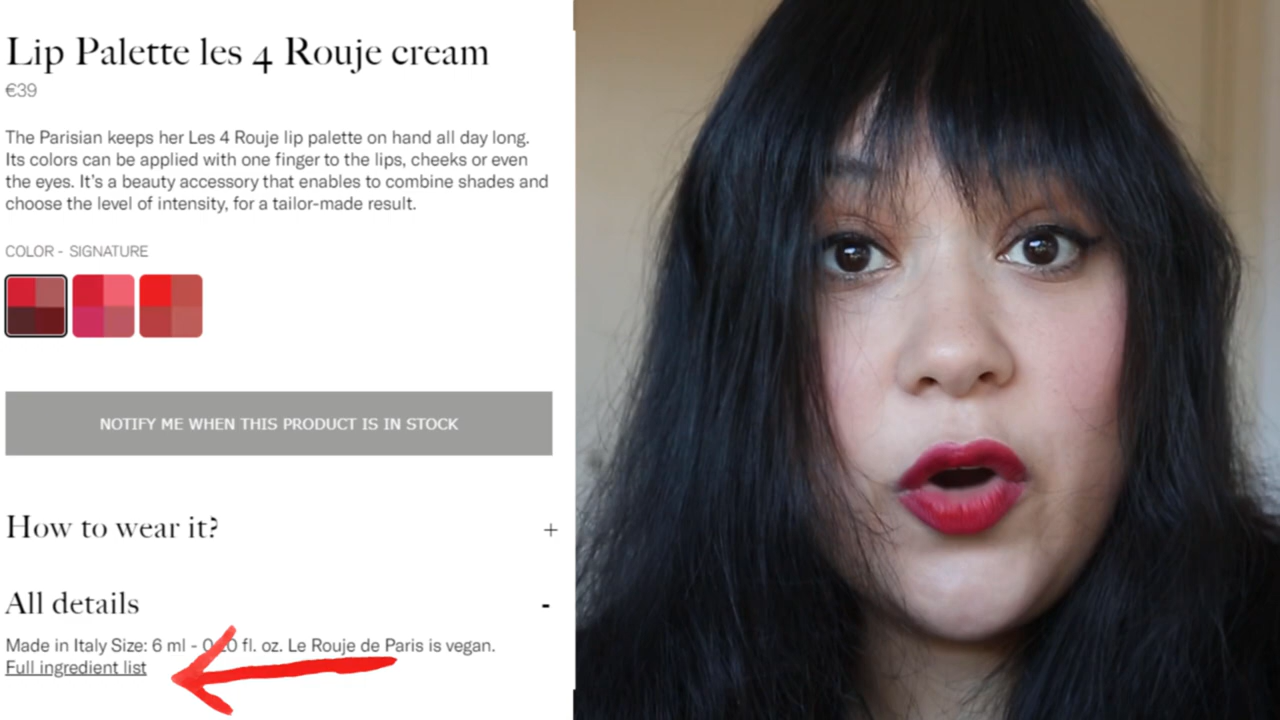 Lip Palette les 4 Rouje cream
€39
The Parisian keeps her Les 4 Rouje lip palette on hand all day long.
Its colors can be applied with one finger to the lips, cheeks or even
the eyes. It's a beauty accessory that enables to combine shades and
choose the level of intensity, for a tailor-made result.
COLOR - SIGNATURE
NOTIFY ME WHEN THIS PRODUCT IS IN STOCK
How to wear it? +
All details -
Made in Italy Size: 6 ml - fl. oz. Le Rouje de Paris is vegan.
Full ingredient list